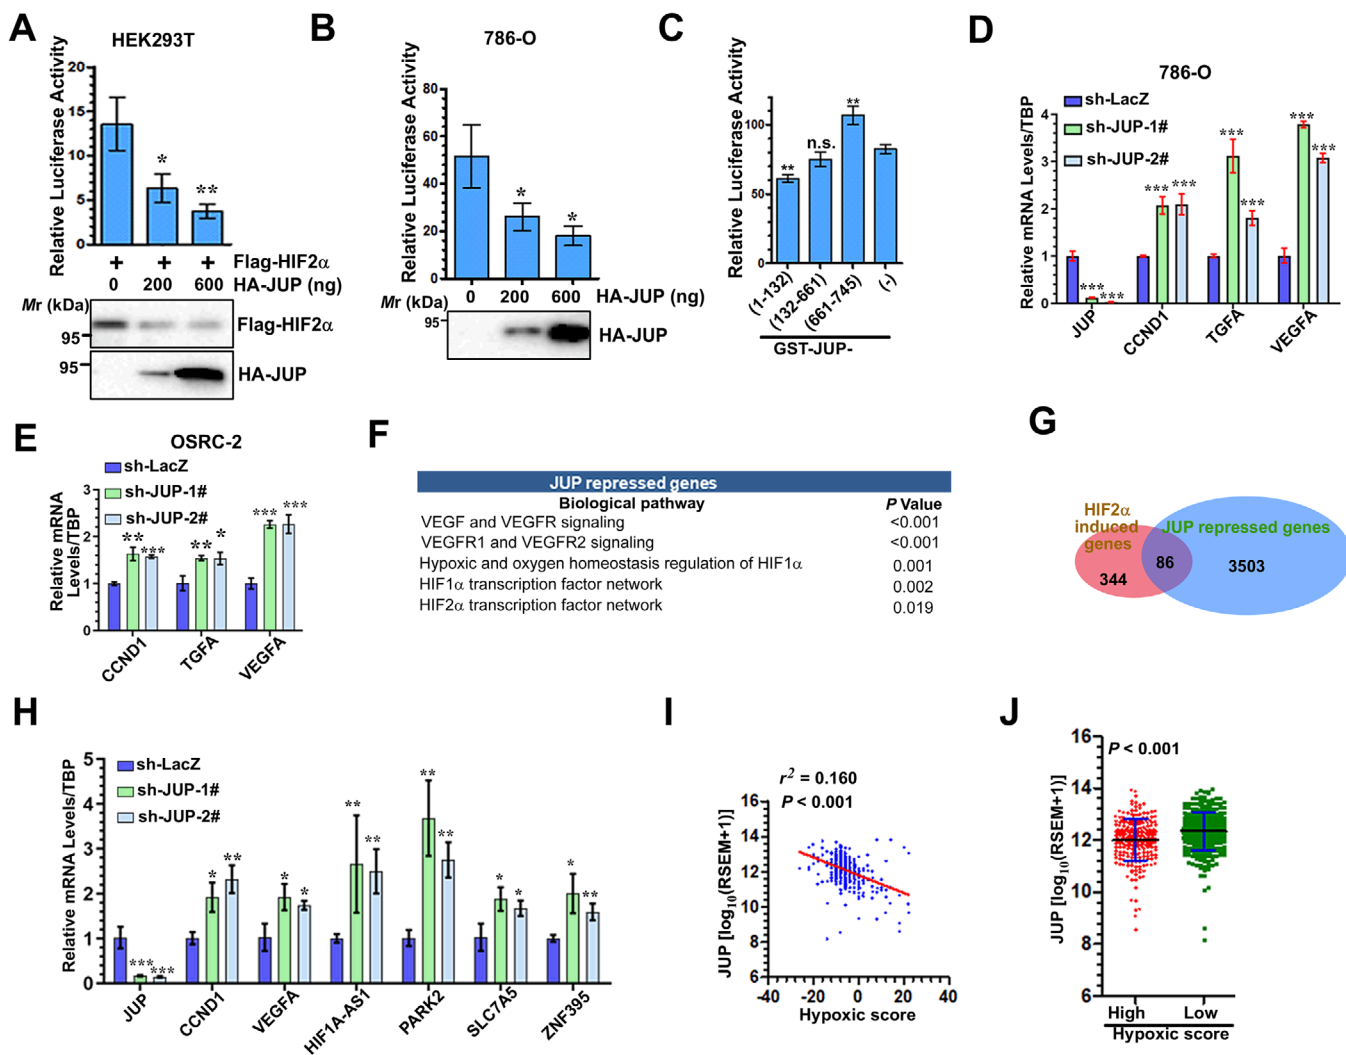 A
HEK293T
Relative Luciferase Activity
20
15
10
5
0
+ + + Flag-HIF2α
0 200 600 HA-JUP (ng)
Mr (kDa)
95
Flag-HIF2α
95
HA-JUP
B
786-O
Relative Luciferase Activity
80
60
40
20
0
* **
* *
0 200 600 HA-JUP (ng)
Mr (kDa)
95
HA-JUP
C
Relative Luciferase Activity
100
50
0
** n.s. **
(1-132)
(132-661)
(661-745)
(-)
GST-JUP-
D
786-O
Relative mRNA Levels/TBP
sh-LacZ
sh-JUP-1#
sh-JUP-2#
4
3
2
1
0
*** *** *** *** *** *** *** ***
JUP
CCND1
TGFA
VEGFA
E
OSRC-2
Relative mRNA
Levels/TBP
sh-LacZ
sh-JUP-1#
sh-JUP-2#
3
2
1
0
** *** ** * *** ***
CCND1
TGFA
VEGFA
F
JUP repressed genes
Biological pathway P Value
VEGF and VEGFR signaling <0.001
VEGFR1 and VEGFR2 signaling <0.001
Hypoxic and oxygen homeostasis regulation of HIF1α 0.001
HIF1α transcription factor network 0.002
HIF2α transcription factor network 0.019
G
HIF2α
induced
genes
JUP repressed genes
344
86
3503
H
Relative mRNA Levels/TBP
sh-LacZ
sh-JUP-1#
sh-JUP-2#
5
4
3
2
1
0
*** *** * ** * * ** ** ** ** * * * **
JUP
CCND1
VEGFA
HIF1A-AS1
PARK2
SLC7A5
ZNF395
I
r² = 0.160
P < 0.001
JUP [log₁₀(RSEM+1)]
16
14
12
10
8
6
-40 -20 0 20 40
Hypoxic score
J
P < 0.001
JUP [log₁₀(RSEM+1)]
16
14
12
10
8
6
High Low
Hypoxic score